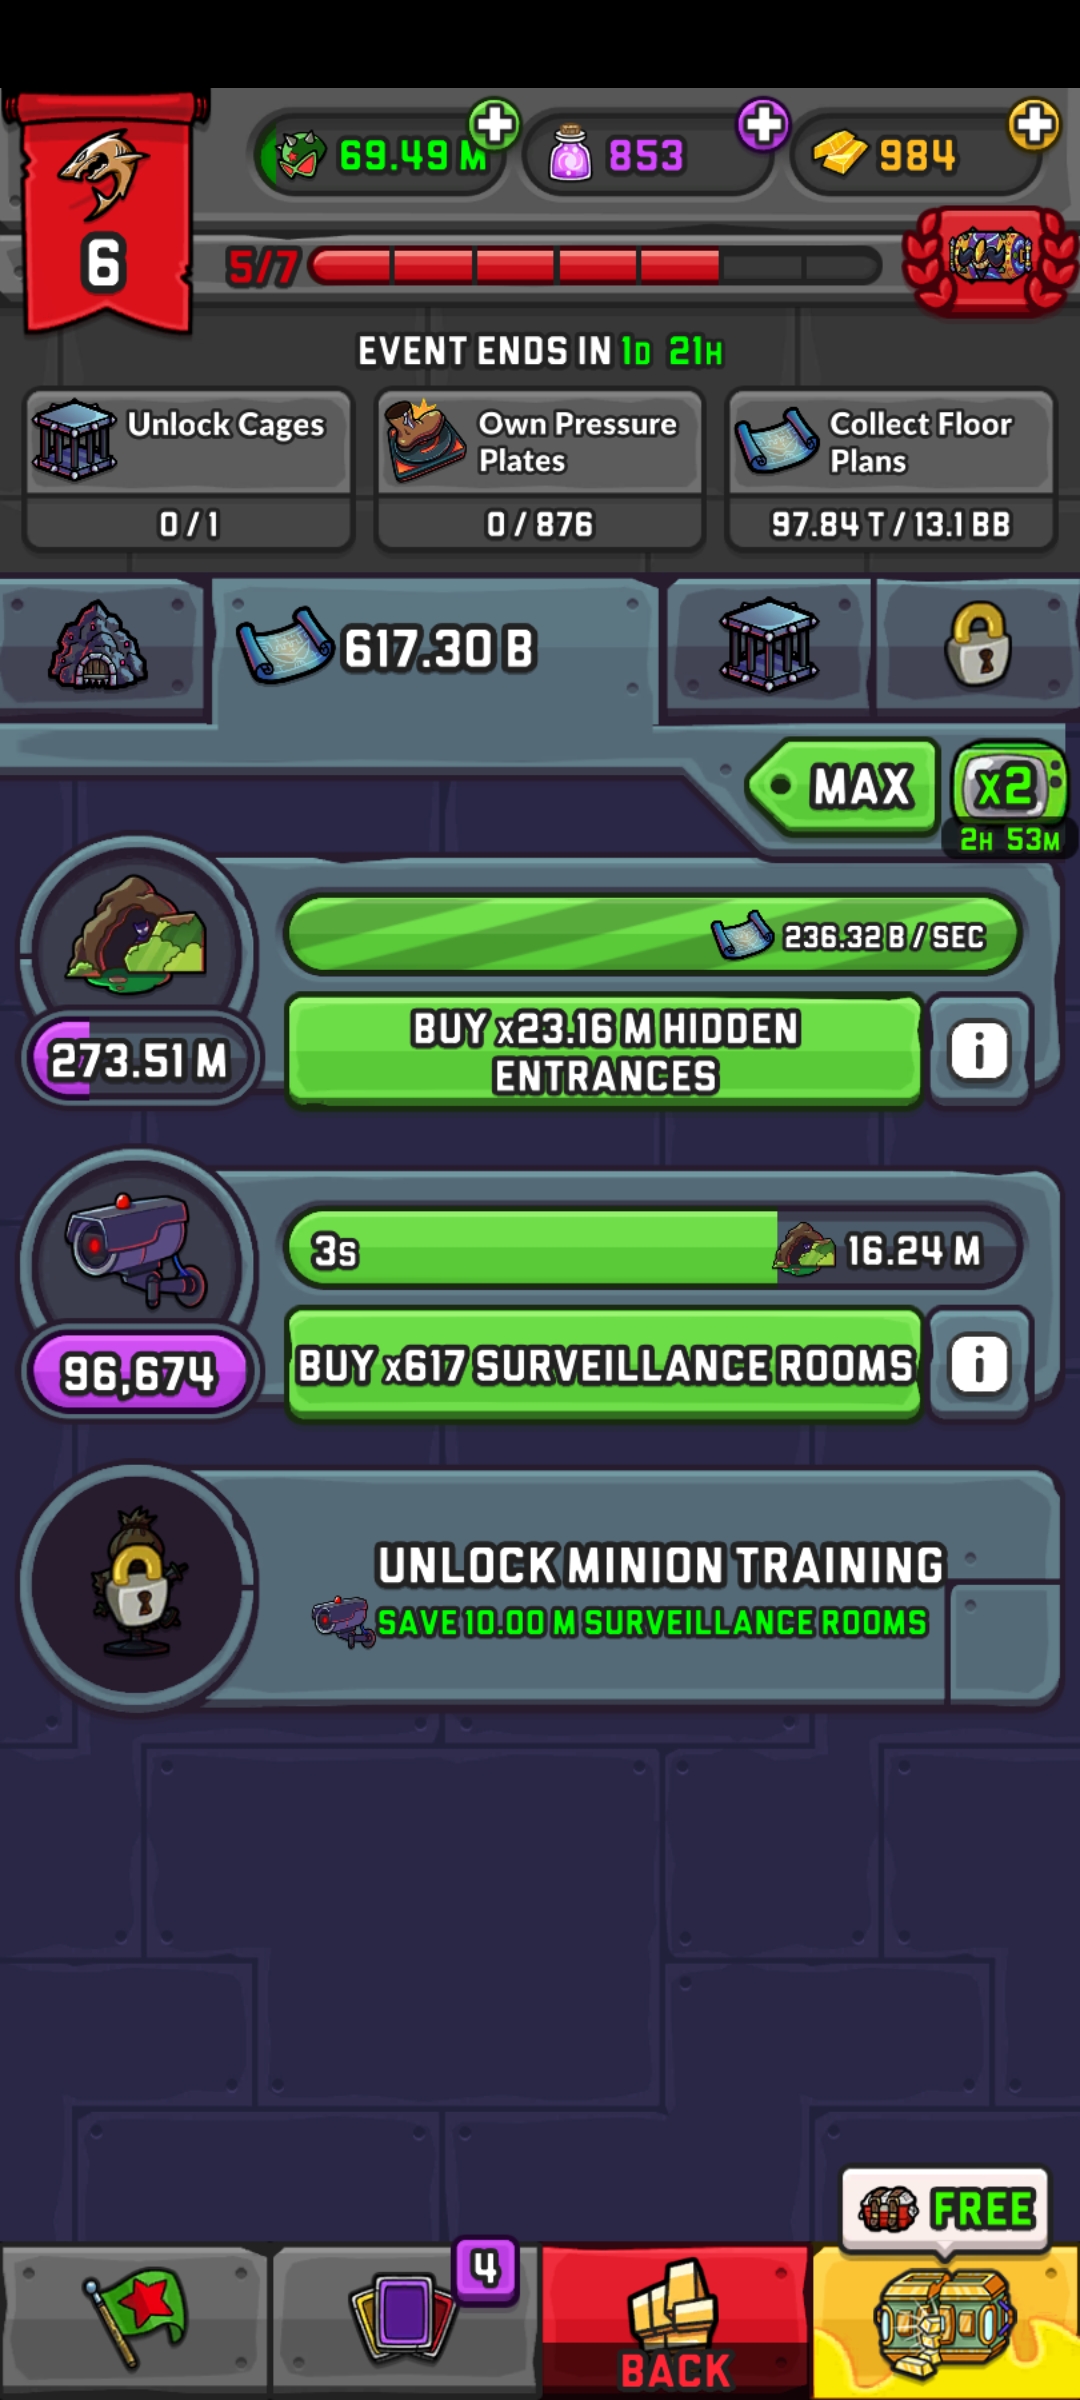 69.49 M
853
984
6
5/7
EVENT ENDS IN 1D 21H
Unlock Cages
0 / 1
Own Pressure
Plates
0 / 876
Collect Floor
Plans
97.84 T / 13.1 BB
617.30 B
MAX
x2
2H 53M
236.32 B / SEC
273.51 M
BUY x23.16 M HIDDEN
ENTRANCES
i
3s
16.24 M
96,674
BUY x617 SURVEILLANCE ROOMS
i
UNLOCK MINION TRAINING
SAVE 10.00 M SURVEILLANCE ROOMS
FREE
4
BACK